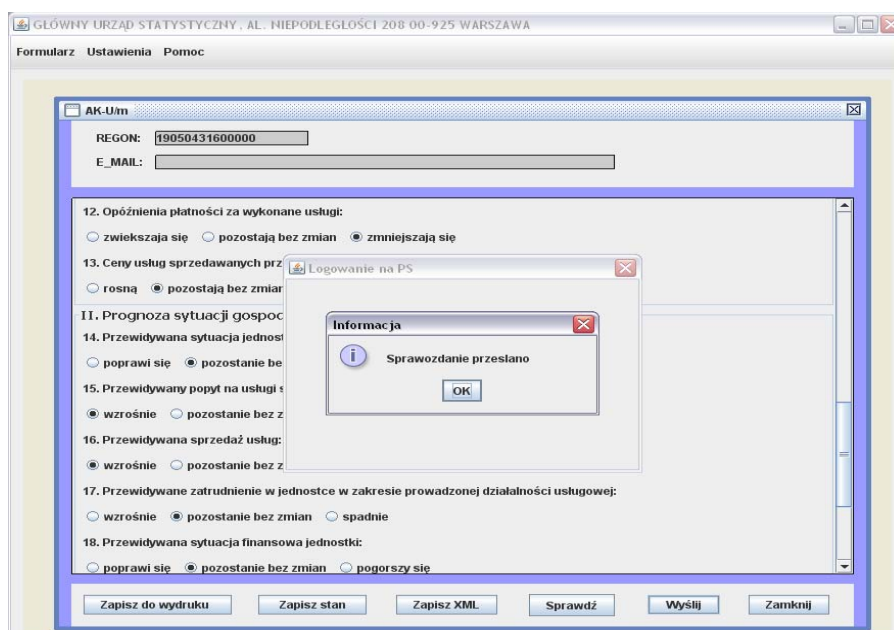 GŁÓWNY URZĄD STATYSTYCZNY, AL. NIEPODLEGŁOŚCI 208 00-925 WARSZAWA
Formularz Ustawienia Pomoc
AK-U/m
REGON: 19050431600000
E_MAIL:
12. Opóźnienia płatności za wykonane usługi:
zwiekszaja się pozostają bez zmian zmniejszają się
13. Ceny usług sprzedawanych prz
rosną pozostają bez zmian
Logowanie na PS
II. Prognoza sytuacji gospoc
Informacja
14. Przewidywana sytuacja jednost
Sprawozdanie przesłano
poprawi się pozostanie be
OK
15. Przewidywany popyt na usługi s
wzrośnie pozostanie bez z
16. Przewidywana sprzedaż usług:
wzrośnie pozostanie bez z
17. Przewidywane zatrudnienie w jednostce w zakresie prowadzonej działalności usługowej:
wzrośnie pozostanie bez zmian spadnie
18. Przewidywana sytuacja finansowa jednostki:
poprawi się pozostanie bez zmian pogorszy się
Zapisz do wydruku Zapisz stan Zapisz XML Sprawdź Wyślij Zamknij